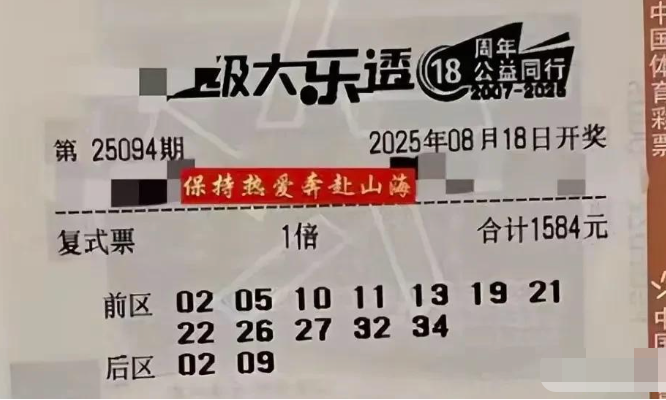 级大乐透 18 周年
公益同行
2007-2025
第 25094期 2025年08月18日开奖
保持热爱奔赴山海
复式票 1倍 合计1584元
前区 02 05 10 11 13 19 21
22 26 27 32 34
后区 02 09
中国体育彩票
中国